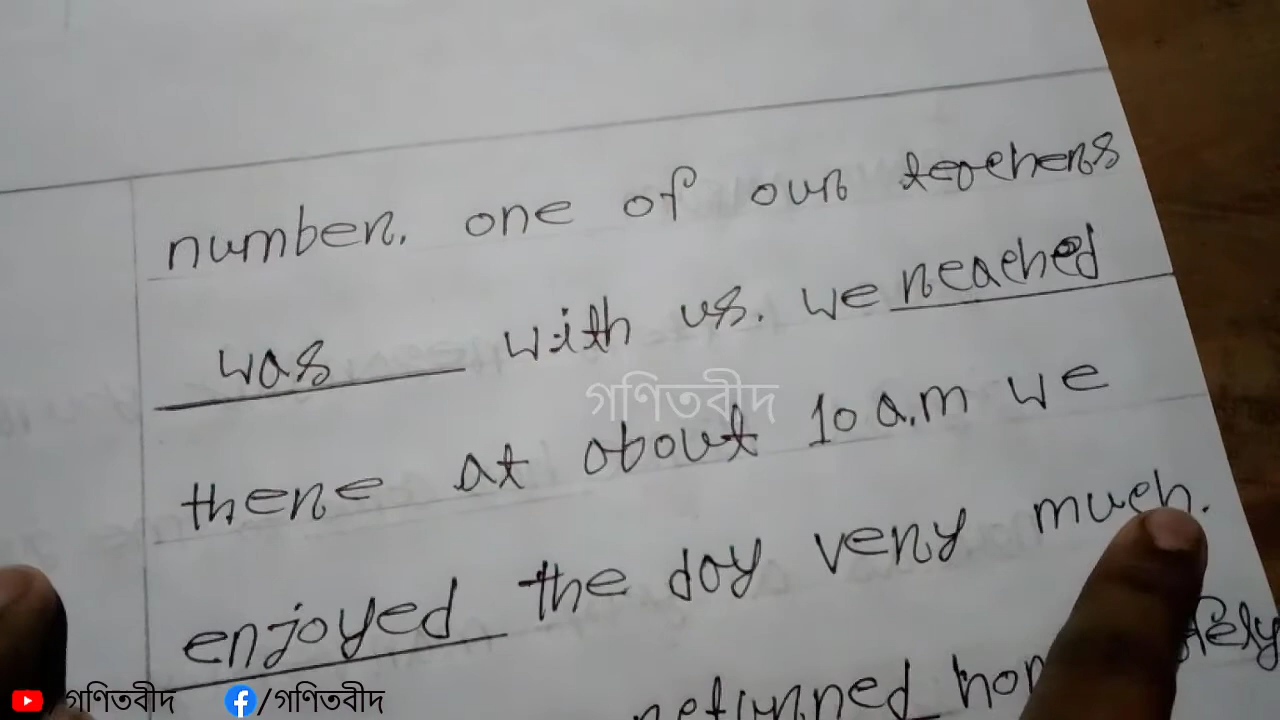 number. one of our teachers
was with us. we reached
গণিতবীদ
there at about 10 a.m we
enjoyed the day very much.
returned
/গণিতবীদ /গণিতবীদ